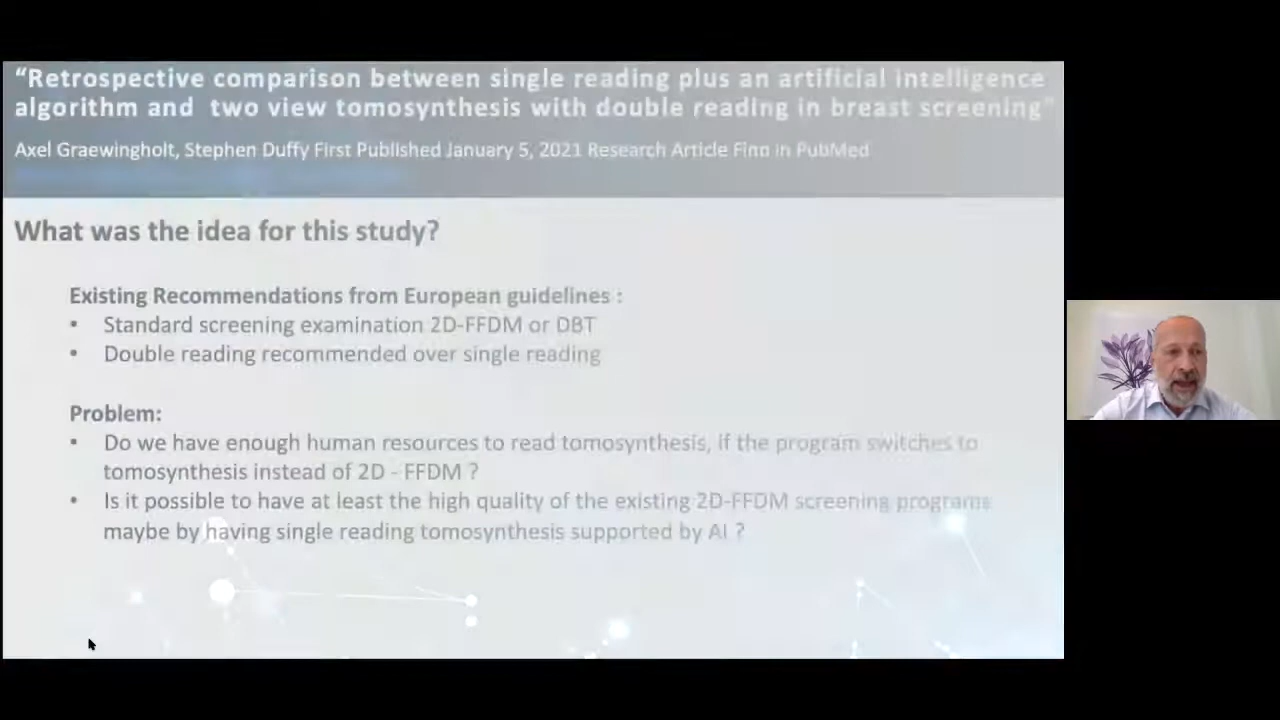 “Retrospective comparison between single reading plus an artificial intelligence
algorithm and two view tomosynthesis with double reading in breast screening”
Axel Graewingholt, Stephen Duffy First Published January 5, 2021 Research Article Finn in PubMed
What was the idea for this study?
Existing Recommendations from European guidelines :
• Standard screening examination 2D-FFDM or DBT
• Double reading recommended over single reading
Problem:
• Do we have enough human resources to read tomosynthesis, if the program switches to
tomosynthesis instead of 2D - FFDM ?
• Is it possible to have at least the high quality of the existing 2D-FFDM screening programs
maybe by having single reading tomosynthesis supported by AI ?